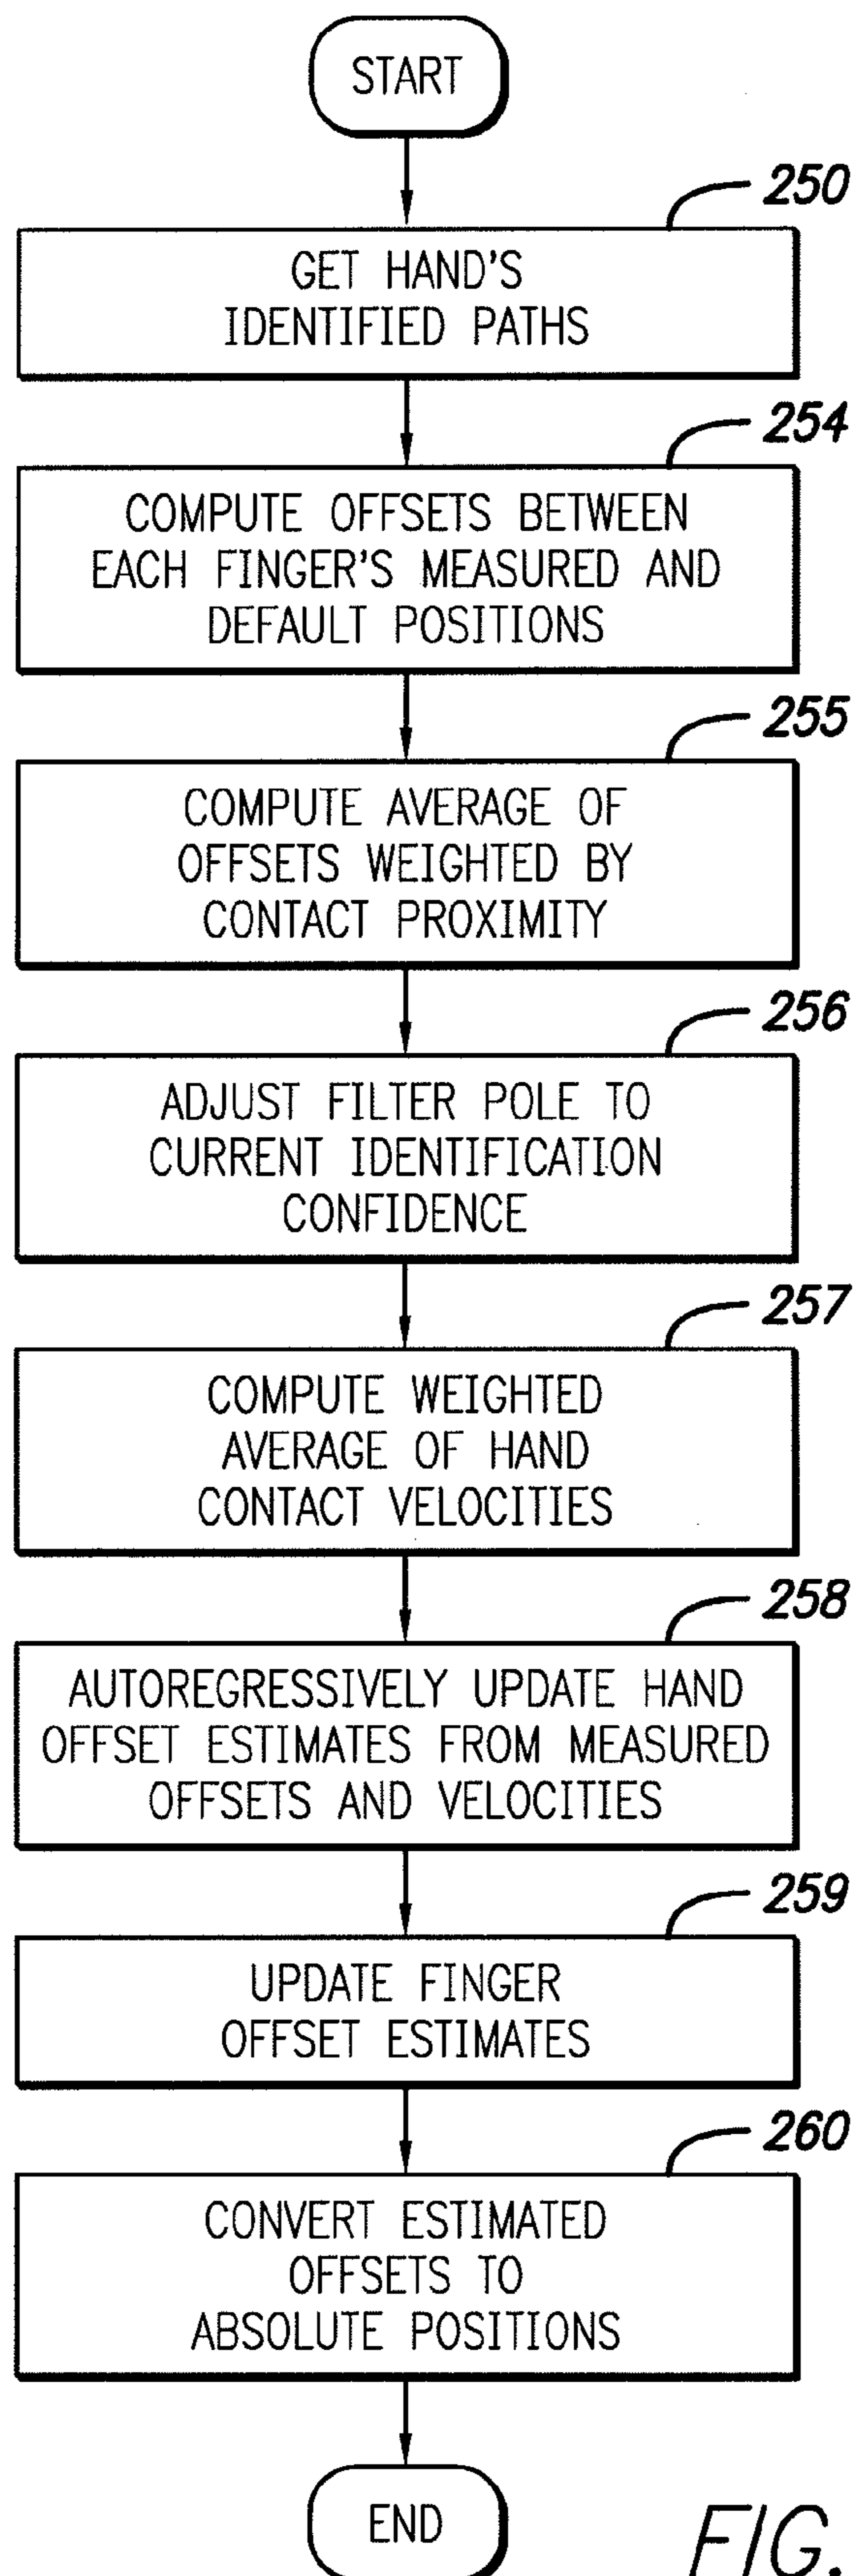 START
250
GET HAND'S
IDENTIFIED PATHS
254
COMPUTE OFFSETS BETWEEN
EACH FINGER'S MEASURED AND
DEFAULT POSITIONS
255
COMPUTE AVERAGE OF
OFFSETS WEIGHTED BY
CONTACT PROXIMITY
256
ADJUST FILTER POLE TO
CURRENT IDENTIFICATION
CONFIDENCE
257
COMPUTE WEIGHTED
AVERAGE OF HAND
CONTACT VELOCITIES
258
AUTOREGRESSIVELY UPDATE HAND
OFFSET ESTIMATES FROM MEASURED
OFFSETS AND VELOCITIES
259
UPDATE FINGER
OFFSET ESTIMATES
260
CONVERT ESTIMATED
OFFSETS TO
ABSOLUTE POSITIONS
END
FIG.